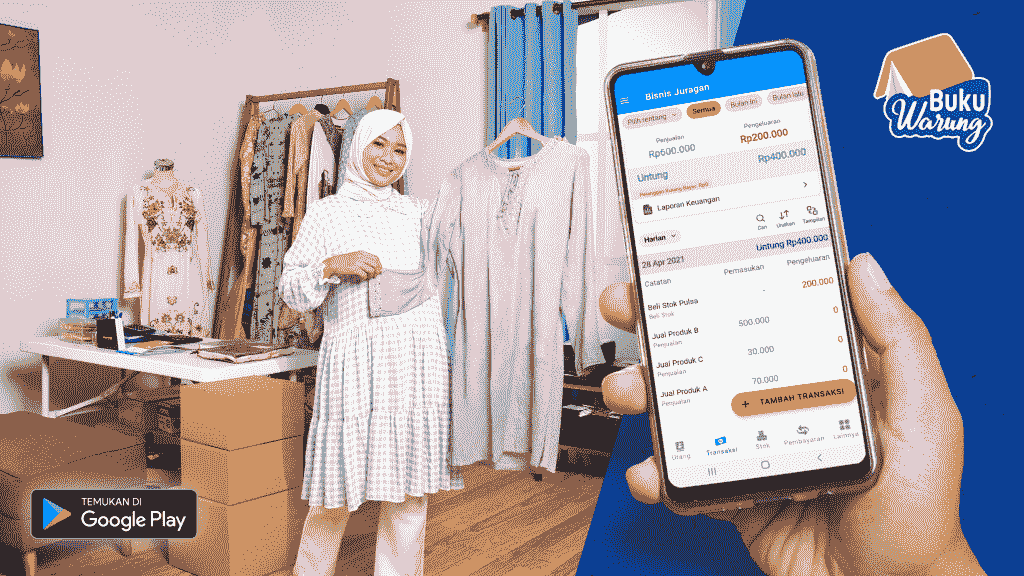 Buku
Warung
Bisnis Juragan
Pilih rentang
Semua
Bulan Ini
Bulan lalu
Penjualan
Pengeluaran
Rp600.000
Rp200.000
Untung
Rp400.000
Laporan Keuangan
Harian
Cari
Urutkan
Tampilan
28 Apr 2021
Untung Rp400.000
Catatan
Pemasukan
Pengeluaran
Beli Stok Pulsa
Beli Stok
-
200.000
Jual Produk B
Penjualan
500.000
0
Jual Produk C
Penjualan
30.000
0
Jual Produk A
Penjualan
70.000
0
+ TAMBAH TRANSAKSI
Utang
Transaksi
Stok
Pembayaran
Lainnya
TEMUKAN DI
Google Play